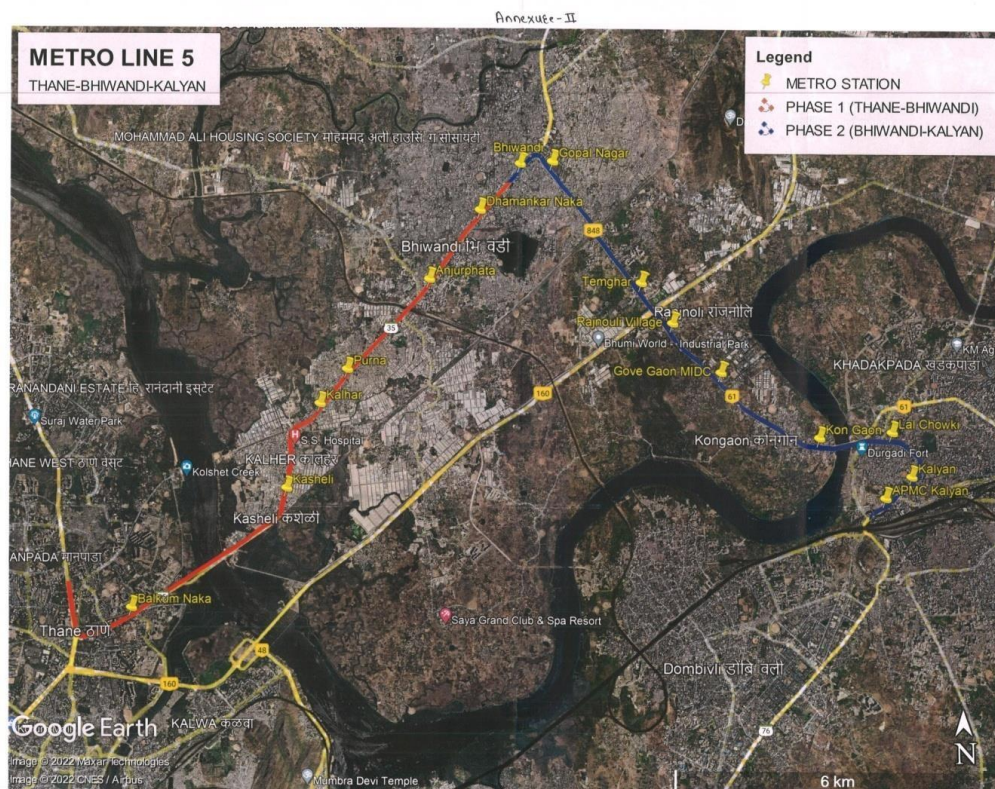 Annexure-II
METRO LINE 5
THANE-BHIWANDI-KALYAN
Legend
METRO STATION
PHASE 1 (THANE-BHIWANDI)
PHASE 2 (BHIWANDI-KALYAN)
MOHAMMAD ALI HOUSING SOCIETY मोहम्मद अली हाउसिंग सोसायटी
Bhiwandi
Gopal Nagar
Dhamankar Naka
848
Bhiwandi भिवंडी
Anjurphata
Temghar
Rajnoli राजनोलि
Rajnouli Village
35
Bhumi World - Industrial Park
KM Ag
Purna
Gove Gaon MIDC
KHADAKPADA खडकपाडा
RANANDANI ESTATE हिरानंदानी इस्टेट
160
61
61
Kalhar
Suraj Water Park
Kon Gaon
Lal Chowki
S.S. Hospital
Kongaon कोनगाव
Durgadi Fort
KALHER कालहेर
HANE WEST ठाणे वेस्ट
Kolshet Creek
Kalyan
Kasheli
APMC Kalyan
Kasheli कशेळी
ANPADA मानपाडा
Balkum Naka
Saya Grand Club & Spa Resort
Thane ठाणे
48
Dombivli डोंबिवली
160
Google Earth
KALWA कळवा
76
N
Image © 2022 Maxar Technologies
Image © 2022 CNES / Airbus
Mumbra Devi Temple
6 km